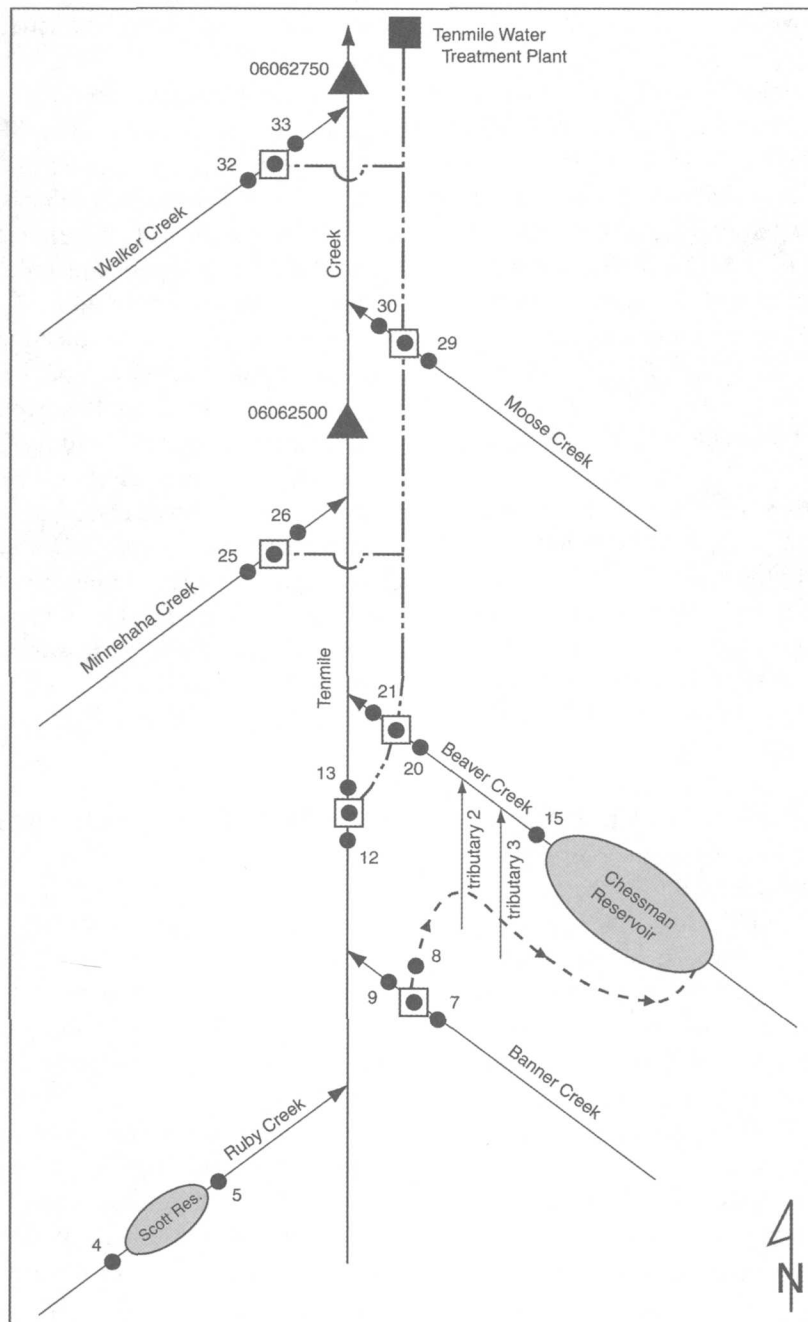 Tenmile Water
Treatment Plant
06062750
33
32
Walker Creek
Creek
30
29
06062500
Moose Creek
26
25
Minnehaha Creek
Tenmile
21
20
Beaver Creek
13
15
12
tributary 2
tributary 3
Chessman
Reservoir
8
9
7
Banner Creek
Ruby Creek
5
Scott Res.
4
N